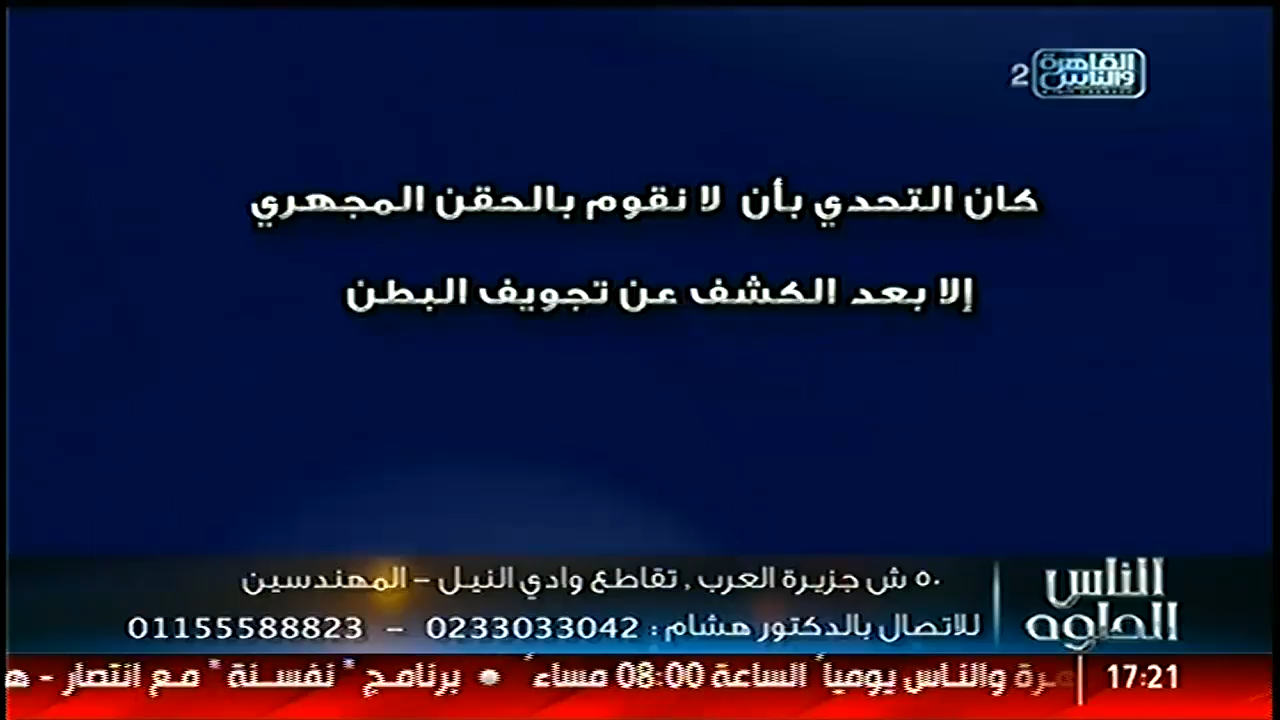 القاهرة والناس 2
كان التحدي بأن لا نقوم بالحقن المجهري
إلا بعد الكشف عن تجويف البطن
الناس الحلوه
٥٠ ش جزيرة العرب , تقاطع وادي النيل - المهندسين
للاتصال بالدكتور هشام : 0233033042 - 01155588823
17:21 ـرة والناس يومياً الساعة 08:00 مساءً • برنامج " نفسنة " مع انتصار - هـ